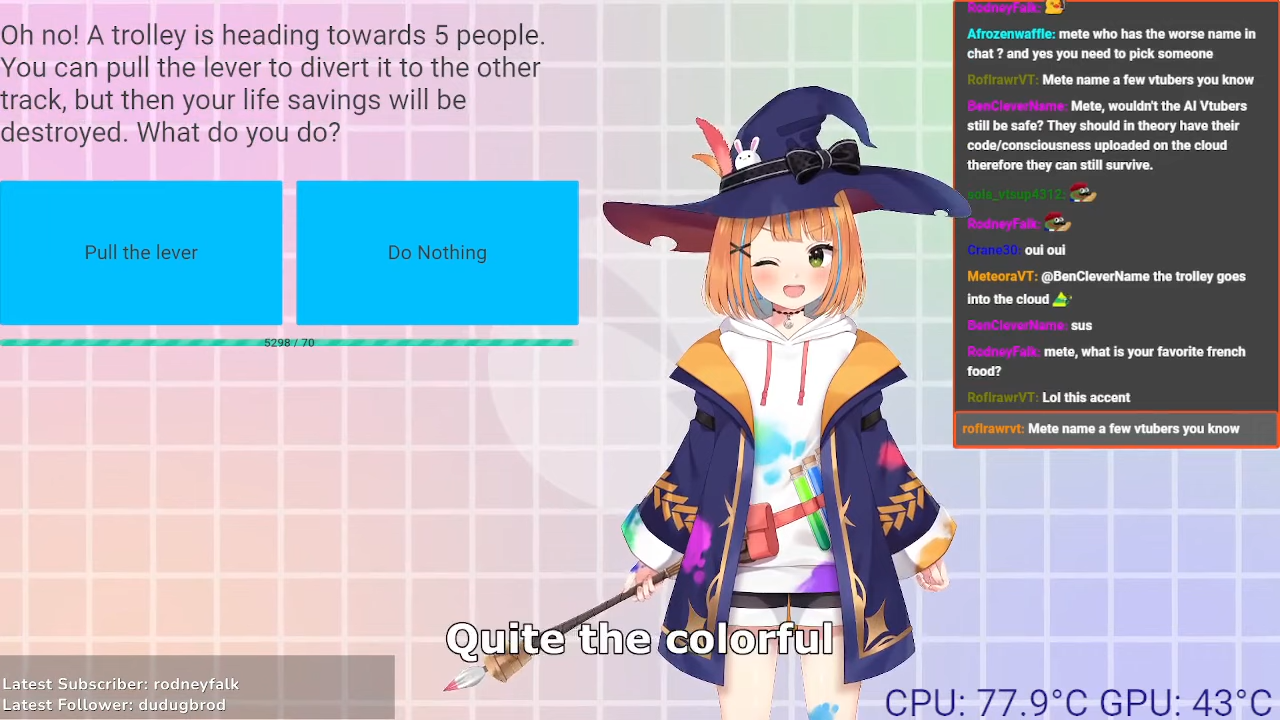 Oh no! A trolley is heading towards 5 people.
You can pull the lever to divert it to the other
track, but then your life savings will be
destroyed. What do you do?
Pull the lever
Do Nothing
5298 / 70
RodneyFalk:
Afrozenwaffle: mete who has the worse name in
chat ? and yes you need to pick someone
RoflrawrVT: Mete name a few vtubers you know
BenCleverName: Mete, wouldn't the AI Vtubers
still be safe? They should in theory have their
code/consciousness uploaded on the cloud
therefore they can still survive.
sola_vtsup4312:
RodneyFalk:
Crane30: oui oui
MeteoraVT: @BenCleverName the trolley goes
into the cloud
BenCleverName: sus
RodneyFalk: mete, what is your favorite french
food?
RoflrawrVT: Lol this accent
roflrawrvt: Mete name a few vtubers you know
Quite the colorful
Latest Subscriber: rodneyfalk
Latest Follower: dudugbrod
CPU: 77.9°C GPU: 43°C